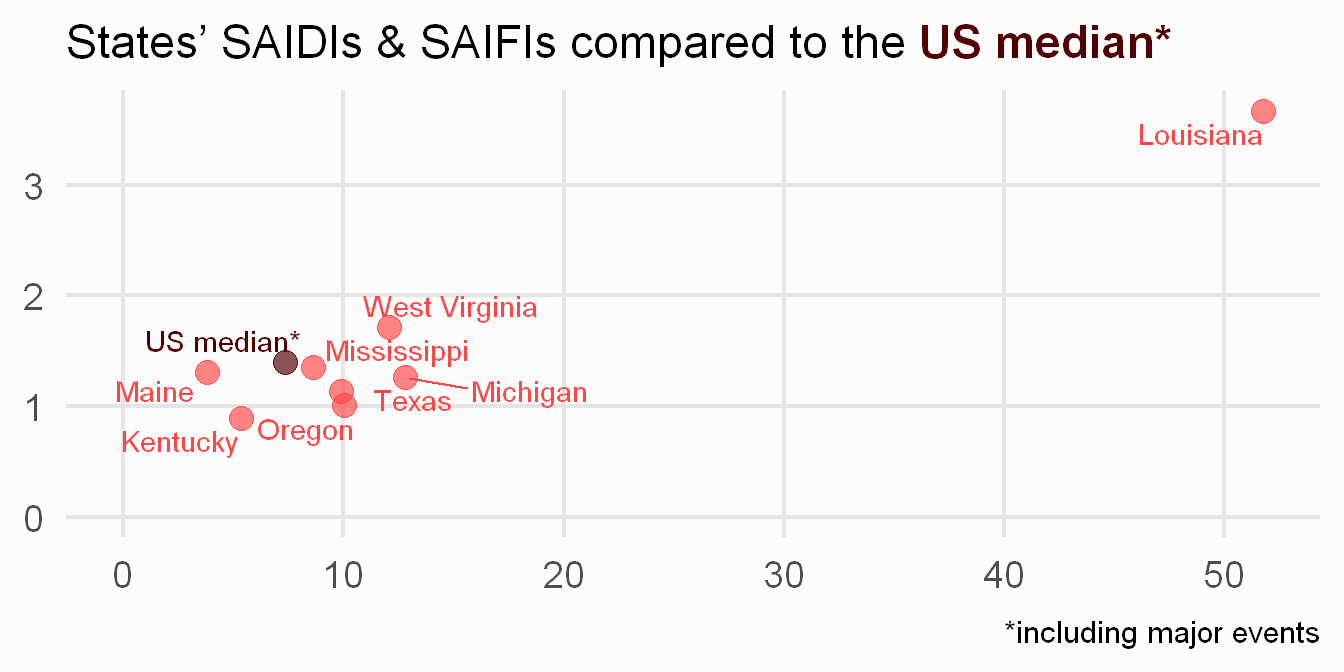 States’ SAIDIs & SAIFIs compared to the US median*
Louisiana
3
2
West Virginia
US median*
Mississippi
Maine
Michigan
Texas
1
Oregon
Kentucky
0
0 10 20 30 40 50
*including major events